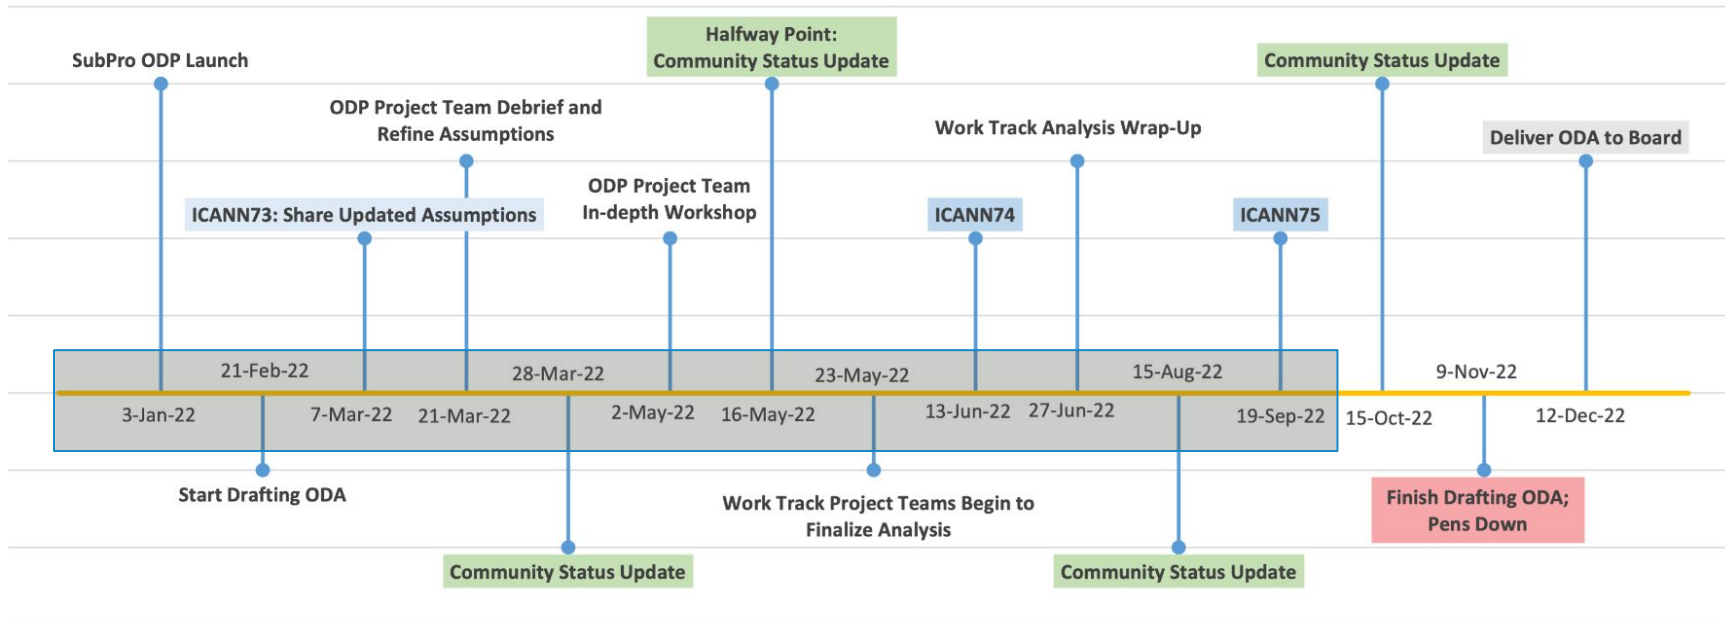 Halfway Point:
Community Status Update
SubPro ODP Launch
Community Status Update
ODP Project Team Debrief and
Refine Assumptions
Work Track Analysis Wrap-Up
Deliver ODA to Board
ODP Project Team
In-depth Workshop
ICANN73: Share Updated Assumptions
ICANN74
ICANN75
21-Feb-22
28-Mar-22
23-May-22
15-Aug-22
9-Nov-22
3-Jan-22
7-Mar-22
21-Mar-22
2-May-22
16-May-22
13-Jun-22
27-Jun-22
19-Sep-22
15-Oct-22
12-Dec-22
Start Drafting ODA
Work Track Project Teams Begin to
Finalize Analysis
Finish Drafting ODA;
Pens Down
Community Status Update
Community Status Update